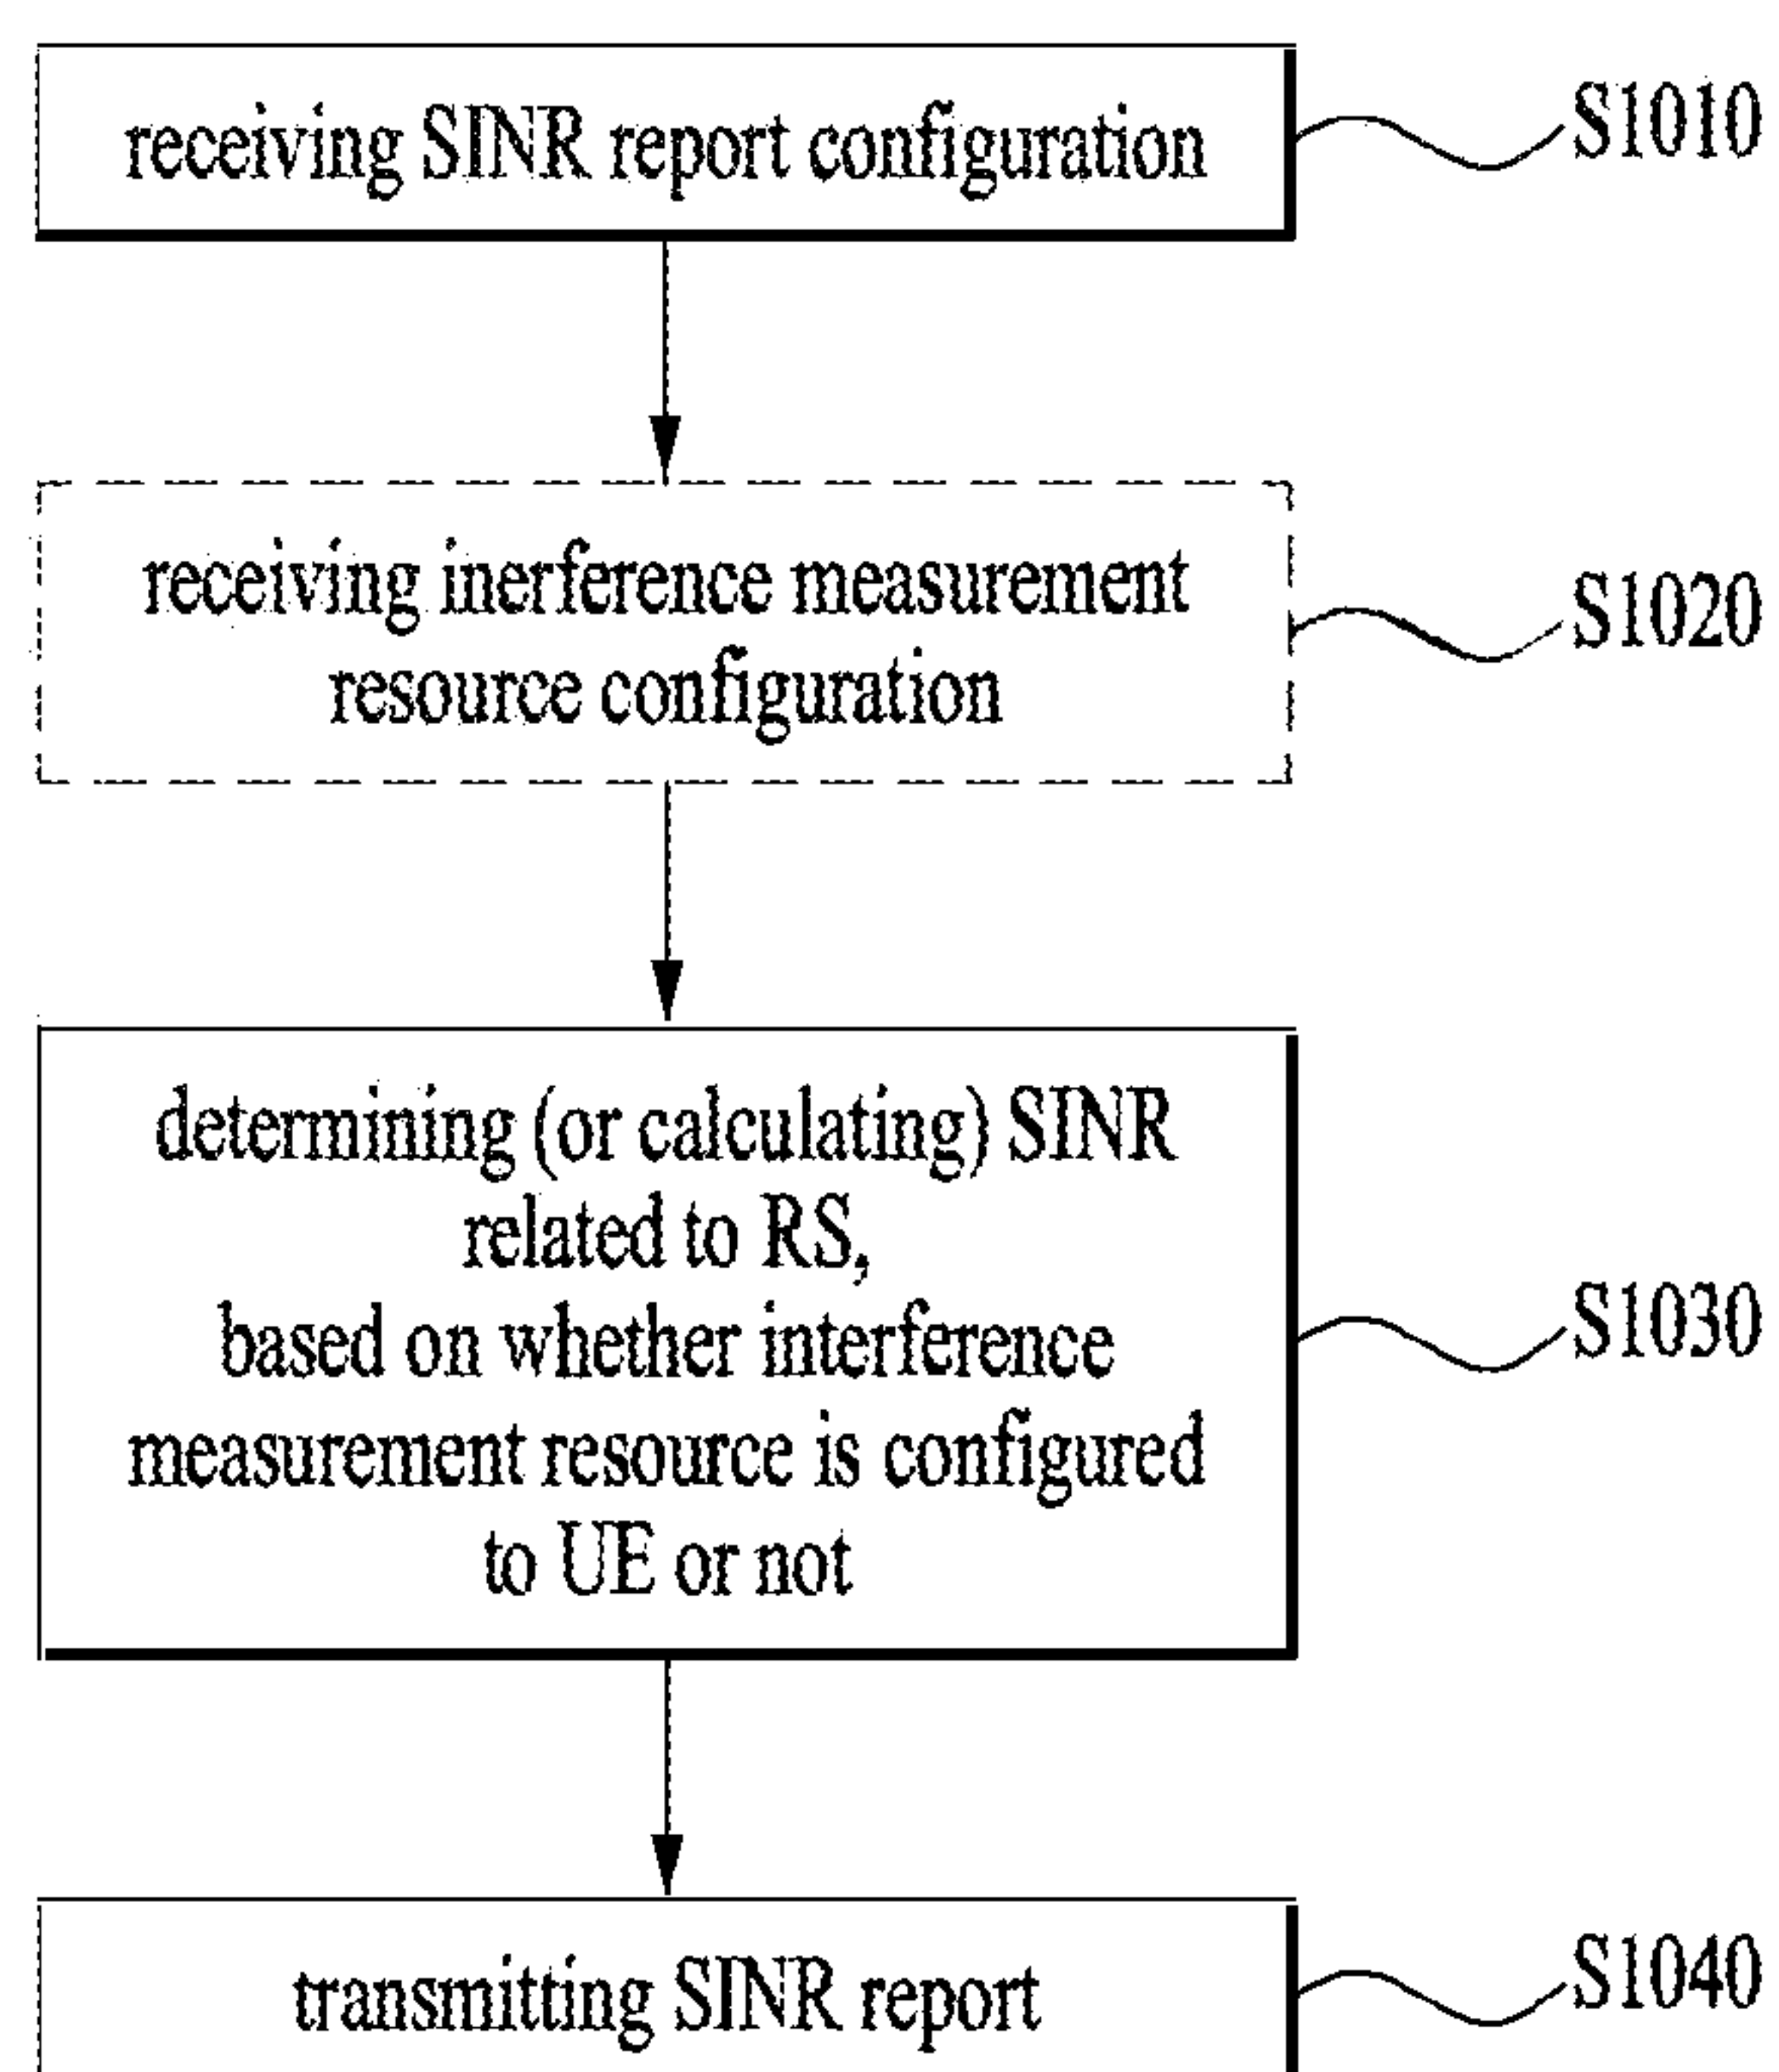 receiving SINR report configuration
S1010
receiving inerference measurement
resource configuration
S1020
determining (or calculating) SINR
related to RS,
based on whether interference
measurement resource is configured
to UE or not
S1030
transmitting SINR report
S1040